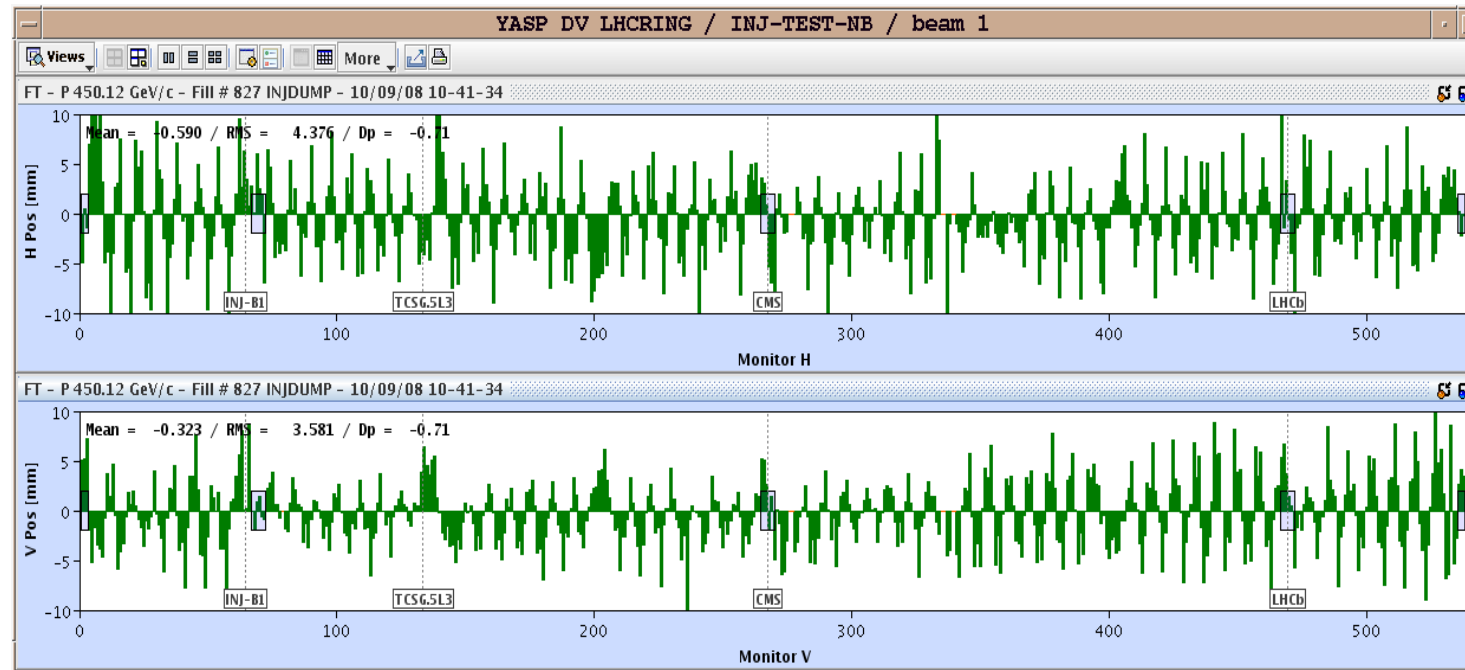 YASP DV LHCRING / INJ-TEST-NB / beam 1
Views More
FT - P 450.12 GeV/c - Fill # 827 INJDUMP - 10/09/08 10-41-34
Mean = -0.590 / RMS = 4.376 / Dp = -0.71
H Pos [mm]
10
5
0
-5
-10
INJ-B1 TCSG.5L3 CMS LHCb
0 100 200 300 400 500
Monitor H
FT - P 450.12 GeV/c - Fill # 827 INJDUMP - 10/09/08 10-41-34
Mean = -0.323 / RMS = 3.581 / Dp = -0.71
V Pos [mm]
10
5
0
-5
-10
INJ-B1 TCSG.5L3 CMS LHCb
0 100 200 300 400 500
Monitor V